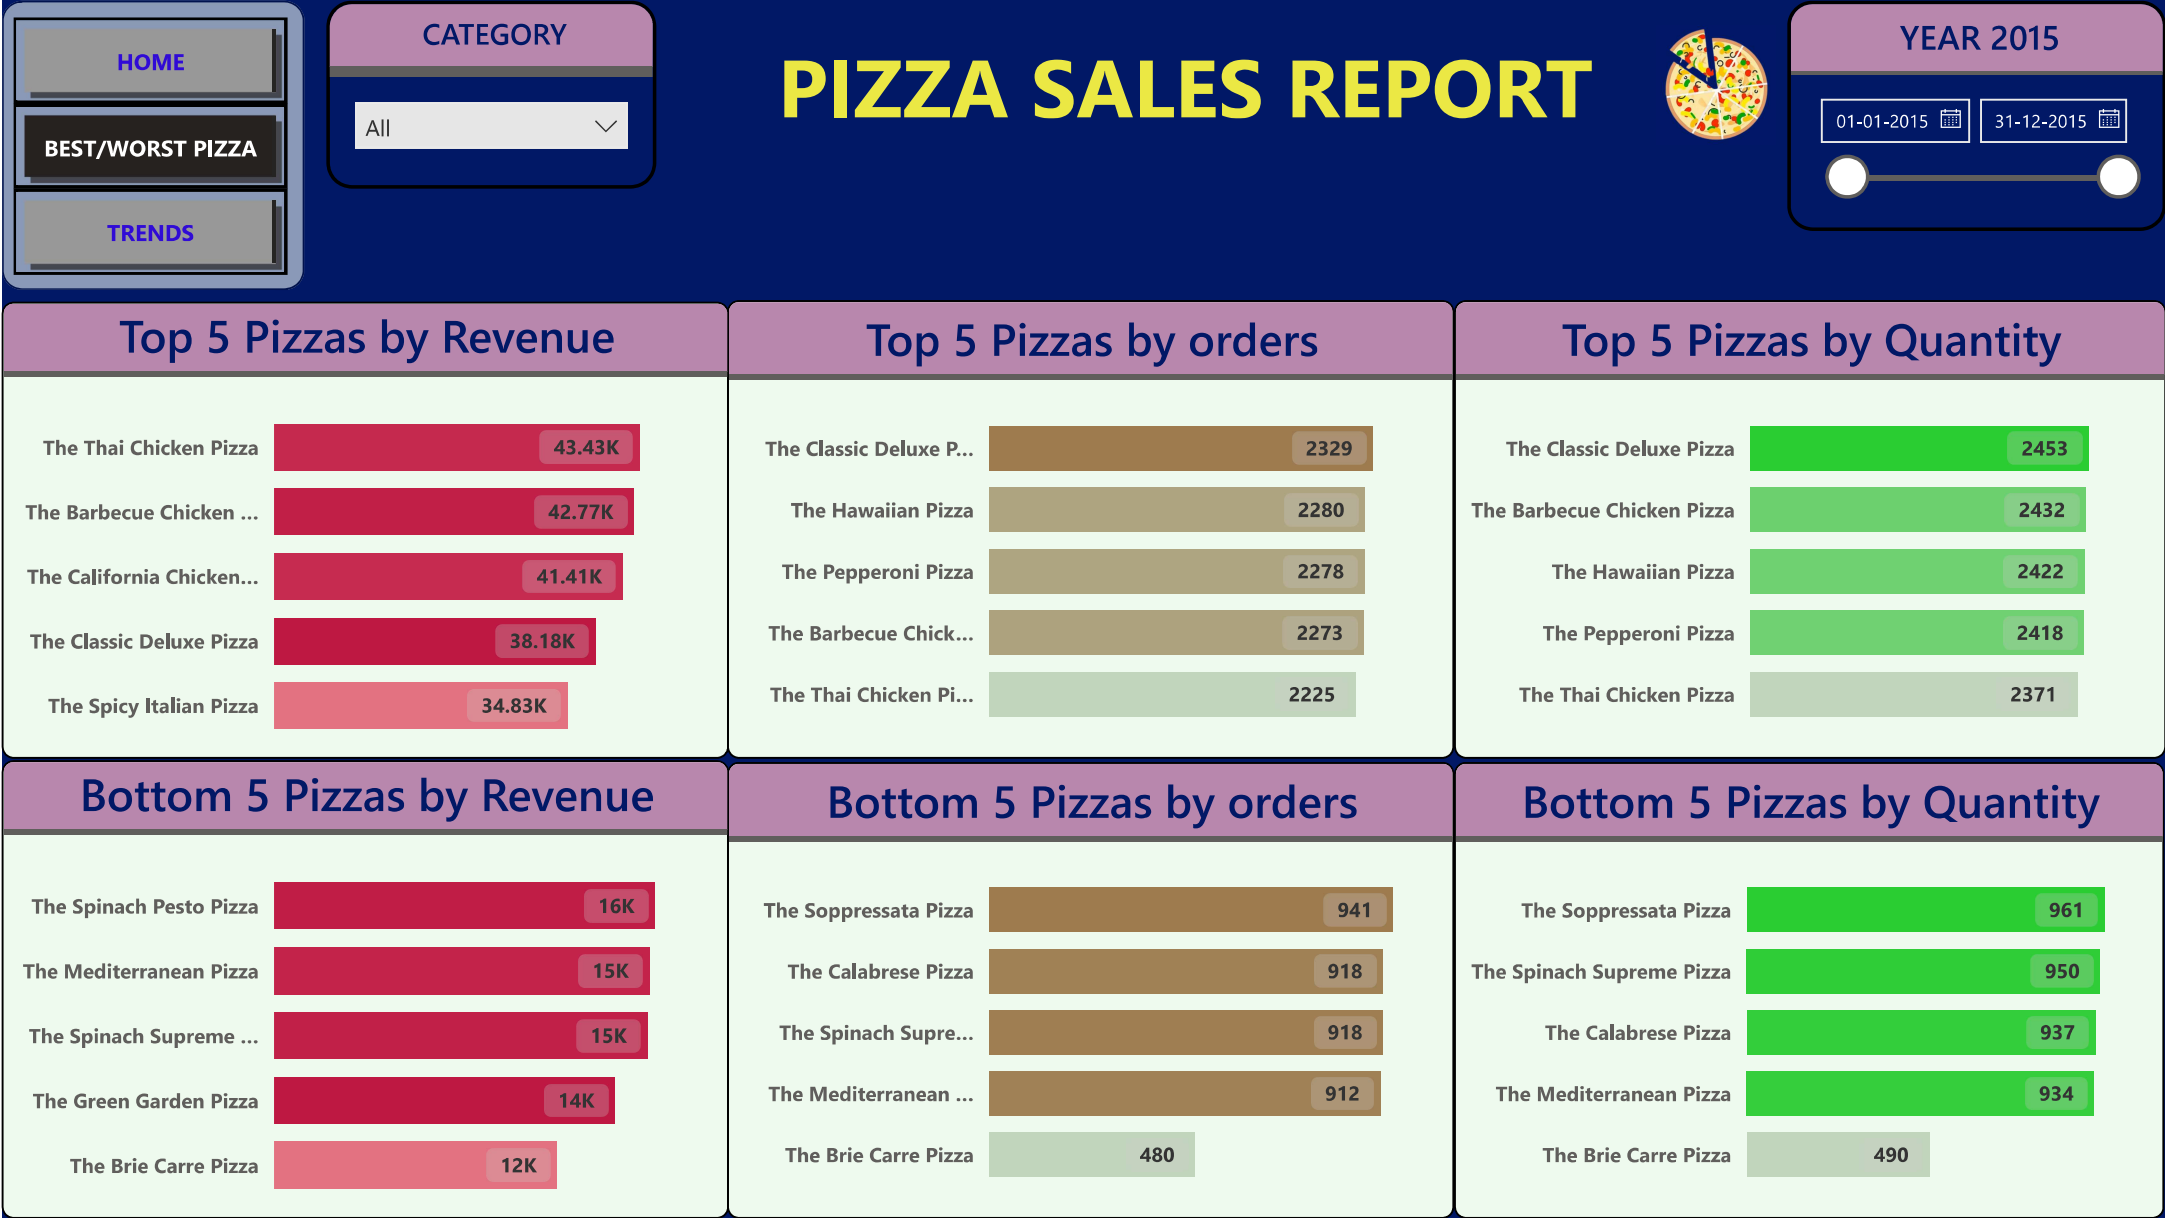 HOME
BEST/WORST PIZZA
TRENDS
CATEGORY
All
PIZZA SALES REPORT
YEAR 2015
01-01-2015
31-12-2015
Top 5 Pizzas by Revenue
The Thai Chicken Pizza 43.43K
The Barbecue Chicken ... 42.77K
The California Chicken... 41.41K
The Classic Deluxe Pizza 38.18K
The Spicy Italian Pizza 34.83K
Top 5 Pizzas by orders
The Classic Deluxe P... 2329
The Hawaiian Pizza 2280
The Pepperoni Pizza 2278
The Barbecue Chick... 2273
The Thai Chicken Pi... 2225
Top 5 Pizzas by Quantity
The Classic Deluxe Pizza 2453
The Barbecue Chicken Pizza 2432
The Hawaiian Pizza 2422
The Pepperoni Pizza 2418
The Thai Chicken Pizza 2371
Bottom 5 Pizzas by Revenue
The Spinach Pesto Pizza 16K
The Mediterranean Pizza 15K
The Spinach Supreme ... 15K
The Green Garden Pizza 14K
The Brie Carre Pizza 12K
Bottom 5 Pizzas by orders
The Soppressata Pizza 941
The Calabrese Pizza 918
The Spinach Supre... 918
The Mediterranean ... 912
The Brie Carre Pizza 480
Bottom 5 Pizzas by Quantity
The Soppressata Pizza 961
The Spinach Supreme Pizza 950
The Calabrese Pizza 937
The Mediterranean Pizza 934
The Brie Carre Pizza 490